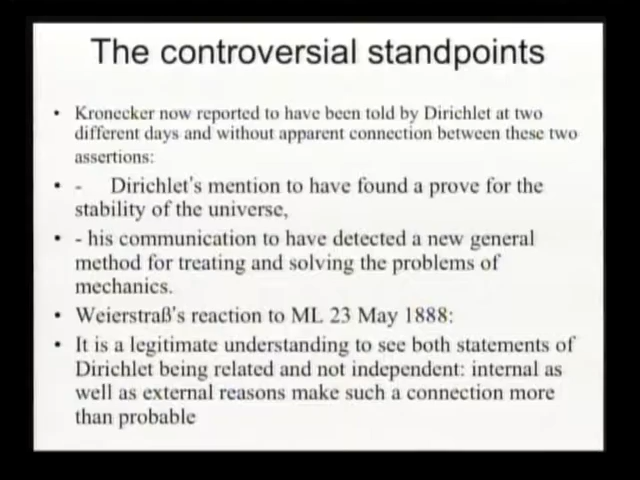 The controversial standpoints
• Kronecker now reported to have been told by Dirichlet at two
different days and without apparent connection between these two
assertions:
• - Dirichlet's mention to have found a prove for the
stability of the universe,
• - his communication to have detected a new general
method for treating and solving the problems of
mechanics.
• Weierstraß's reaction to ML 23 May 1888:
• It is a legitimate understanding to see both statements of
Dirichlet being related and not independent: internal as
well as external reasons make such a connection more
than probable